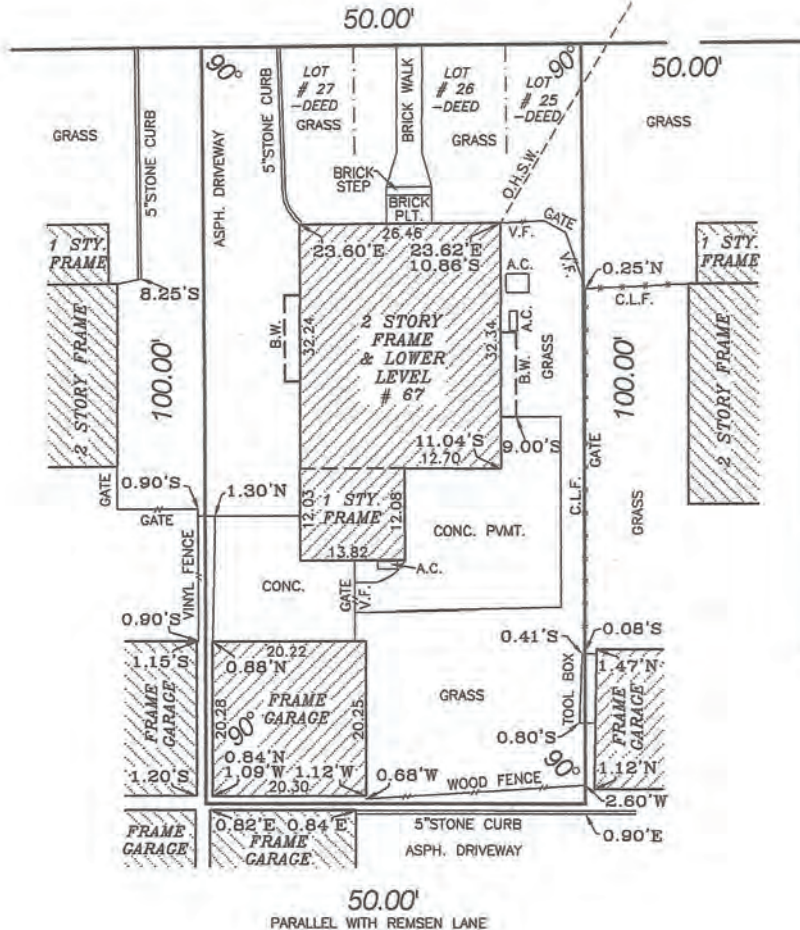 50.00'
50.00'
90°
90°
LOT
# 27
-DEED
LOT
# 26
-DEED
LOT
# 25
-DEED
GRASS
GRASS
GRASS
GRASS
5"STONE CURB
ASPH. DRIVEWAY
5"STONE CURB
BRICK WALK
BRICK
STEP
BRICK
PLT.
O.H.S.W.
GATE
V.F.
V.F.
26.46
23.60'E
23.62'E
10.86'S
1 STY.
FRAME
1 STY.
FRAME
8.25'S
0.25'N
C.L.F.
A.C.
A.C.
B.W.
B.W.
32.24
32.34
2 STORY
FRAME
& LOWER
LEVEL
# 67
GRASS
2 STORY FRAME
2 STORY FRAME
100.00'
100.00'
11.04'S
12.70
9.00'S
GATE
C.L.F.
GRASS
GATE
GATE
0.90'S
1.30'N
12.03
1 STY.
FRAME
12.08
13.82
CONC. PVMT.
A.C.
VINYL FENCE
CONC.
GATE
V.F.
0.90'S
1.15'S
20.22
0.88'N
0.41'S
0.08'S
1.47'N
FRAME
GARAGE
20.28
90°
FRAME
GARAGE
20.25
GRASS
TOOL BOX
0.80'S
FRAME
GARAGE
90°
1.20'S
0.84'N
1.09'W
1.12'W
20.30
0.68'W
WOOD FENCE
1.12'N
2.60'W
0.82'E
0.84'E
FRAME
GARAGE
FRAME
GARAGE
5"STONE CURB
ASPH. DRIVEWAY
0.90'E
50.00'
PARALLEL WITH REMSEN LANE